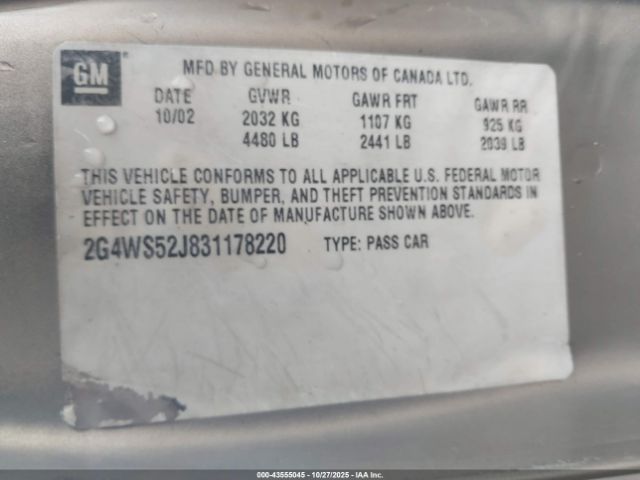 GM
MFD BY GENERAL MOTORS OF CANADA LTD.
DATE GVWR GAWR FRT GAWR RR
10/02 2032 KG 1107 KG 925 KG
4480 LB 2441 LB 2039 LB
THIS VEHICLE CONFORMS TO ALL APPLICABLE U.S. FEDERAL MOTOR
VEHICLE SAFETY, BUMPER, AND THEFT PREVENTION STANDARDS IN
EFFECT ON THE DATE OF MANUFACTURE SHOWN ABOVE.
2G4WS52J831178220 TYPE: PASS CAR
© 0-43555045 - 10/27/2025 - IAAI.COM